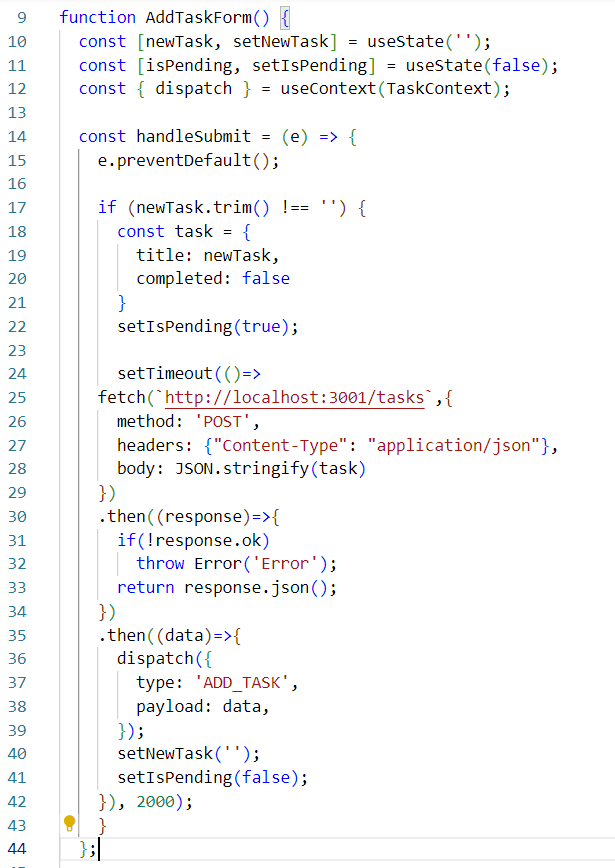 9 function AddTaskForm() {
10 const [newTask, setNewTask] = useState('');
11 const [isPending, setIsPending] = useState(false);
12 const { dispatch } = useContext(TaskContext);
13
14 const handleSubmit = (e) => {
15 e.preventDefault();
16
17 if (newTask.trim() !== '') {
18 const task = {
19 title: newTask,
20 completed: false
21 }
22 setIsPending(true);
23
24 setTimeout(()=>
25 fetch(`http://localhost:3001/tasks`,{
26 method: 'POST',
27 headers: {"Content-Type": "application/json"},
28 body: JSON.stringify(task)
29 })
30 .then((response)=>{
31 if(!response.ok)
32 throw Error('Error');
33 return response.json();
34 })
35 .then((data)=>{
36 dispatch({
37 type: 'ADD_TASK',
38 payload: data,
39 });
40 setNewTask('');
41 setIsPending(false);
42 }), 2000);
43 }
44 };